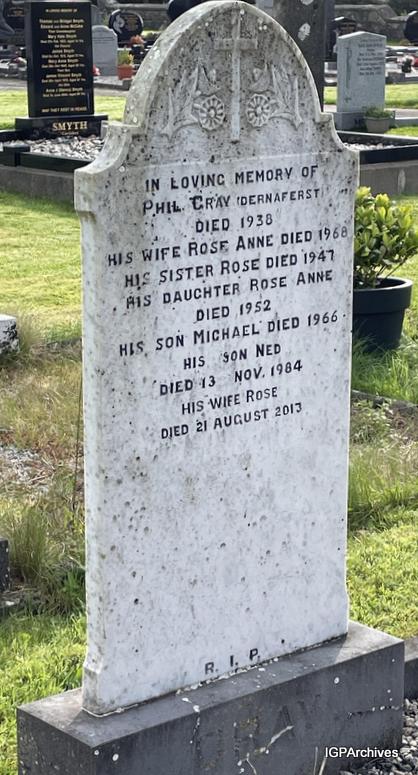 SMYTH
IN LOVING MEMORY OF
PHIL GRAY (DERNAFERST)
DIED 1938
HIS WIFE ROSE ANNE DIED 1968
HIS SISTER ROSE DIED 1947
HIS DAUGHTER ROSE ANNE
DIED 1952
HIS SON MICHAEL DIED 1966
HIS SON NED
DIED 13 NOV. 1984
HIS WIFE ROSE
DIED 21 AUGUST 2013
R. I. P.
GRAY
IGPArchives